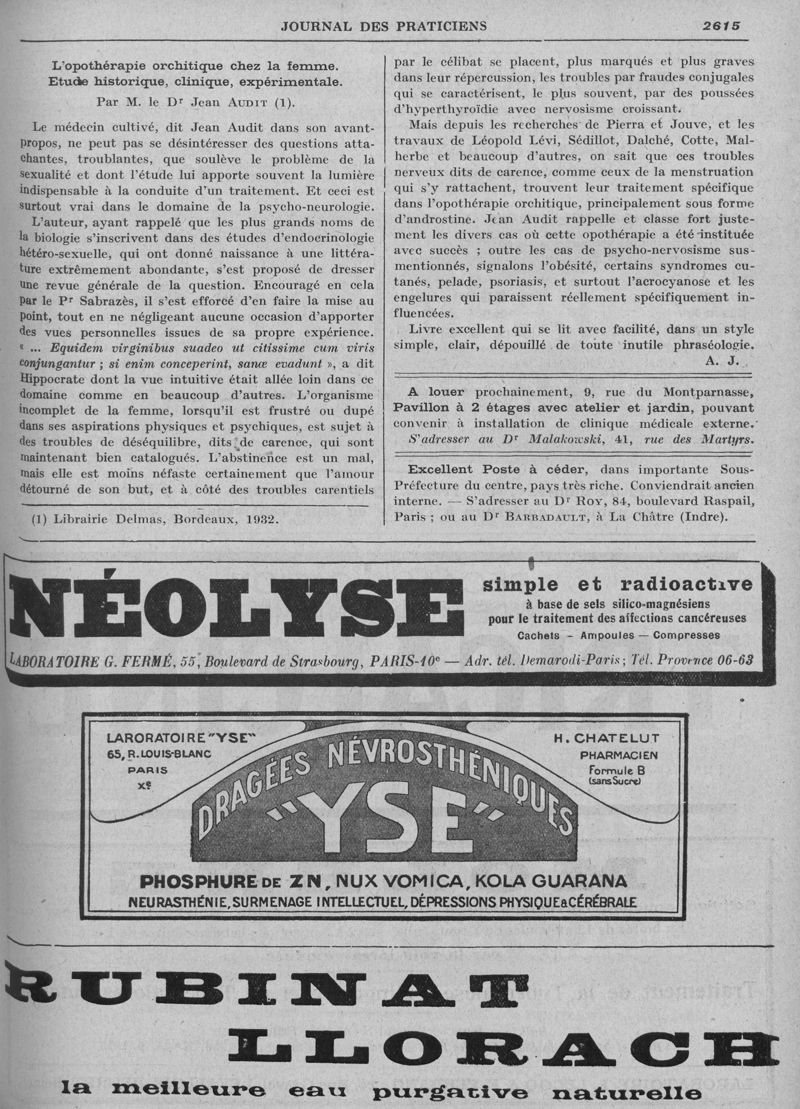 JOURNAL DES PRATICIENS 2615
L'opothérapie orchitique chez la femme.
Etude historique, clinique, expérimentale.
Par M. le Dr Jean AUDIT (1).
Le médecin cultivé, dit Jean Audit dans son avant-
propos, ne peut pas se désintéresser des questions atta-
chantes, troublantes, que soulève le problème de la
sexualité et dont l'étude lui apporte souvent la lumière
indispensable à la conduite d'un traitement. Et ceci est
surtout vrai dans le domaine de la psycho-neurologie.
L'auteur, ayant rappelé que les plus grands noms de
la biologie s'inscrivent dans des études d'endocrinologie
hétéro-sexuelle, qui ont donné naissance à une littéra-
ture extrêmement abondante, s'est proposé de dresser
une revue générale de la question. Encouragé en cela
par le Pr Sabrazès, il s'est efforcé d'en faire la mise au
point, tout en ne négligeant aucune occasion d'apporter
des vues personnelles issues de sa propre expérience.
« ... Equidem virginibus suadeo ut citissime cum viris
conjungantur ; si enim conceperint, sanæ evadunt », a dit
Hippocrate dont la vue intuitive était allée loin dans ce
domaine comme en beaucoup d'autres. L'organisme
incomplet de la femme, lorsqu'il est frustré ou dupé
dans ses aspirations physiques et psychiques, est sujet à
des troubles de déséquilibre, dits de carence, qui sont
maintenant bien catalogués. L'abstinence est un mal,
mais elle est moins néfaste certainement que l'amour
détourné de son but, et à côté des troubles carentiels
(1) Librairie Delmas, Bordeaux, 1932.
par le célibat se placent, plus marqués et plus graves
dans leur répercussion, les troubles par fraudes conjugales
qui se caractérisent, le plus souvent, par des poussées
d'hyperthyroïdie avec nervosisme croissant.
Mais depuis les recherches de Pierra et Jouve, et les
travaux de Léopold Lévi, Sédillot, Dalché, Cotte, Mal-
herbe et beaucoup d'autres, on sait que ces troubles
nerveux dits de carence, comme ceux de la menstruation
qui s'y rattachent, trouvent leur traitement spécifique
dans l'opothérapie orchitique, principalement sous forme
d'androstine. Jean Audit rappelle et classe fort juste-
ment les divers cas où cette opothérapie a été instituée
avec succès ; outre les cas de psycho-nervosisme sus-
mentionnés, signalons l'obésité, certains syndromes cu-
tanés, pelade, psoriasis, et surtout l'acrocyanose et les
engelures qui paraissent réellement spécifiquement in-
fluencées.
Livre excellent qui se lit avec facilité, dans un style
simple, clair, dépouillé de toute inutile phraséologie.
A. J.
A louer prochainement, 9, rue du Montparnasse,
Pavillon à 2 étages avec atelier et jardin, pouvant
convenir à installation de clinique médicale externe.
S'adresser au Dr Malakowski, 41, rue des Martyrs.
Excellent Poste à céder, dans importante Sous-
Préfecture du centre, pays très riche. Conviendrait ancien
interne. — S'adresser au Dr ROY, 84, boulevard Raspail,
Paris ; ou au Dr BARBADAULT, à La Châtre (Indre).
NÉOLYSE
simple et radioactive
à base de sels silico-magnésiens
pour le traitement des affections cancéreuses
Cachets - Ampoules — Compresses
LABORATOIRE G. FERMÉ, 55, Boulevard de Strasbourg, PARIS-10e — Adr. tél. Demarodi-Paris ; Tél. Provence 06-63
LARORATOIRE "YSE"
65, R. LOUIS-BLANC
PARIS
Xe
H. CHATELUT
PHARMACIEN
Formule B
(sans Sucre)
DRAGÉES NÉVROSTHÉNIQUES
"YSE"
PHOSPHURE DE ZN, NUX VOMICA, KOLA GUARANA
NEURASTHÉNIE, SURMENAGE INTELLECTUEL, DÉPRESSIONS PHYSIQUE & CÉRÉBRALE
RUBINAT
LLORACH
la meilleure eau purgative naturelle